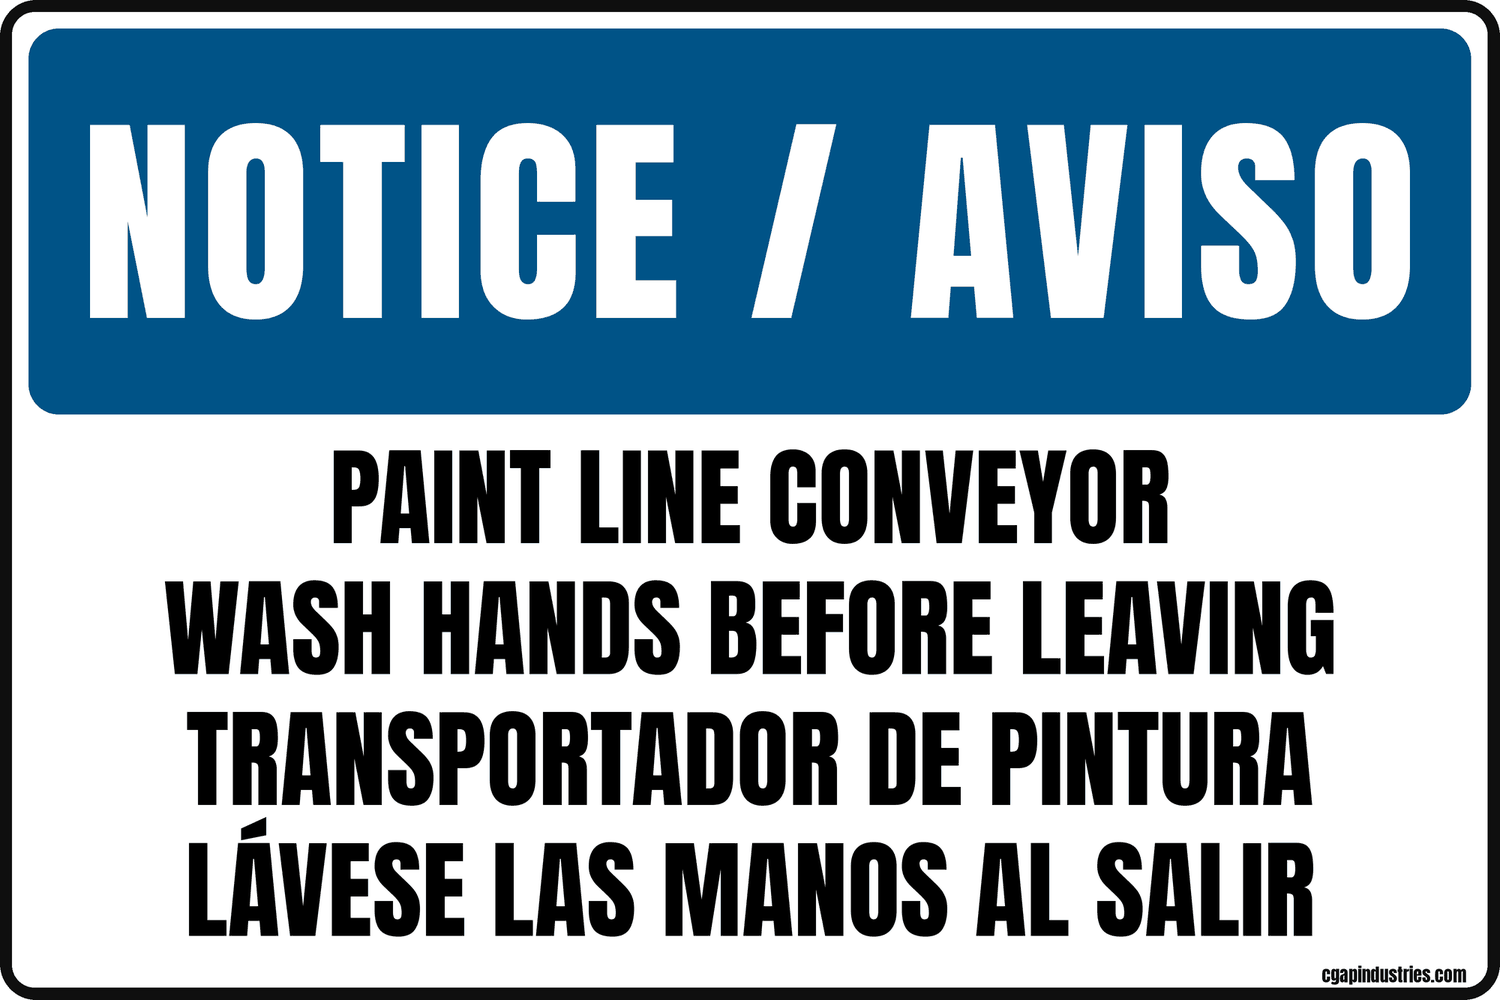 NOTICE / AVISO
PAINT LINE CONVEYOR
WASH HANDS BEFORE LEAVING
TRANSPORTADOR DE PINTURA
LÁVESE LAS MANOS AL SALIR
cgapindustries.com